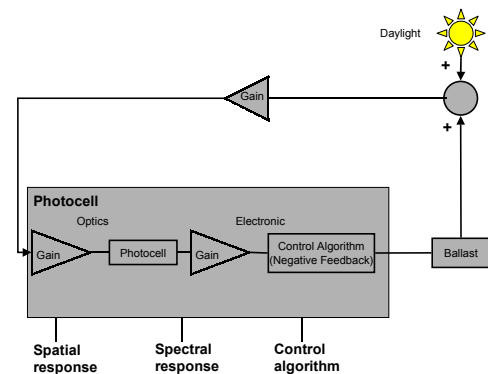 Daylight
+
Gain
+
Photocell
Optics
Electronic
Gain
Photocell
Gain
Control Algorithm
(Negative Feedback)
Ballast
Spatial
response
Spectral
response
Control
algorithm